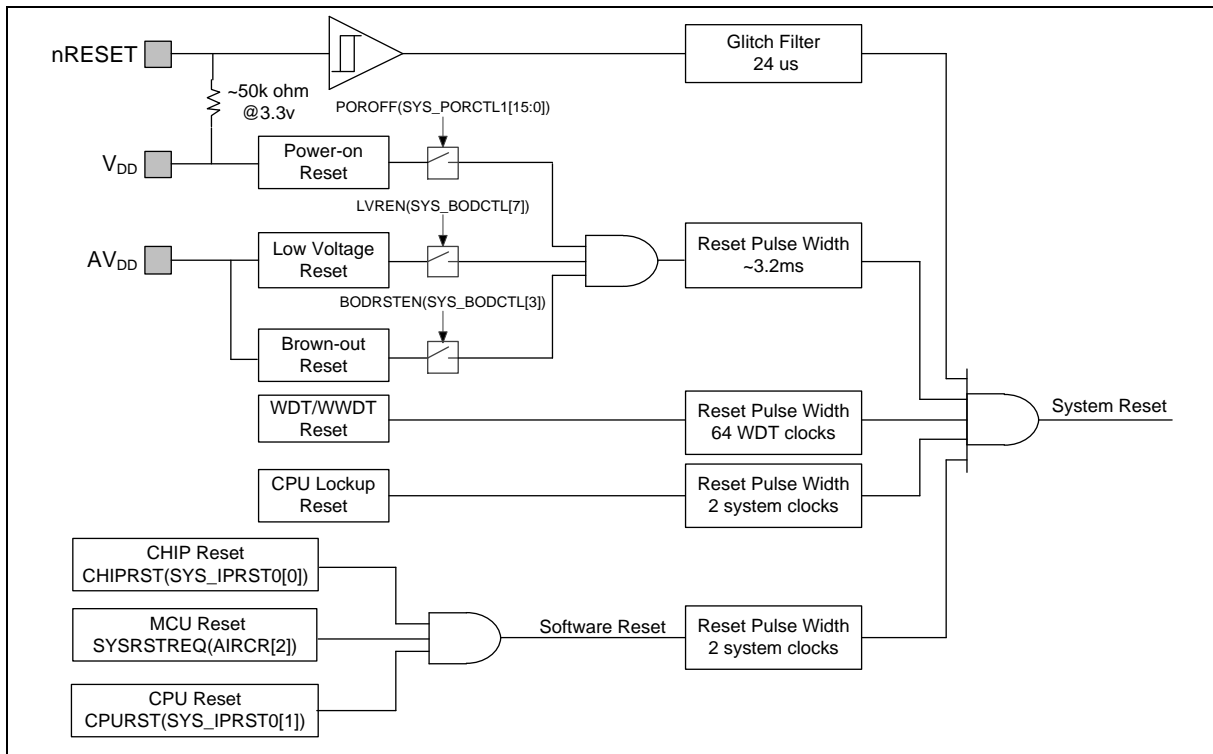 nRESET
~50k ohm
@3.3v
Glitch Filter
24 us
POROFF(SYS_PORCTL1[15:0])
VDD
Power-on
Reset
LVREN(SYS_BODCTL[7])
AVDD
Low Voltage
Reset
Reset Pulse Width
~3.2ms
BODRSTEN(SYS_BODCTL[3])
Brown-out
Reset
WDT/WWDT
Reset
Reset Pulse Width
64 WDT clocks
System Reset
CPU Lockup
Reset
Reset Pulse Width
2 system clocks
CHIP Reset
CHIPRST(SYS_IPRST0[0])
MCU Reset
SYSRSTREQ(AIRCR[2])
Software Reset
Reset Pulse Width
2 system clocks
CPU Reset
CPURST(SYS_IPRST0[1])